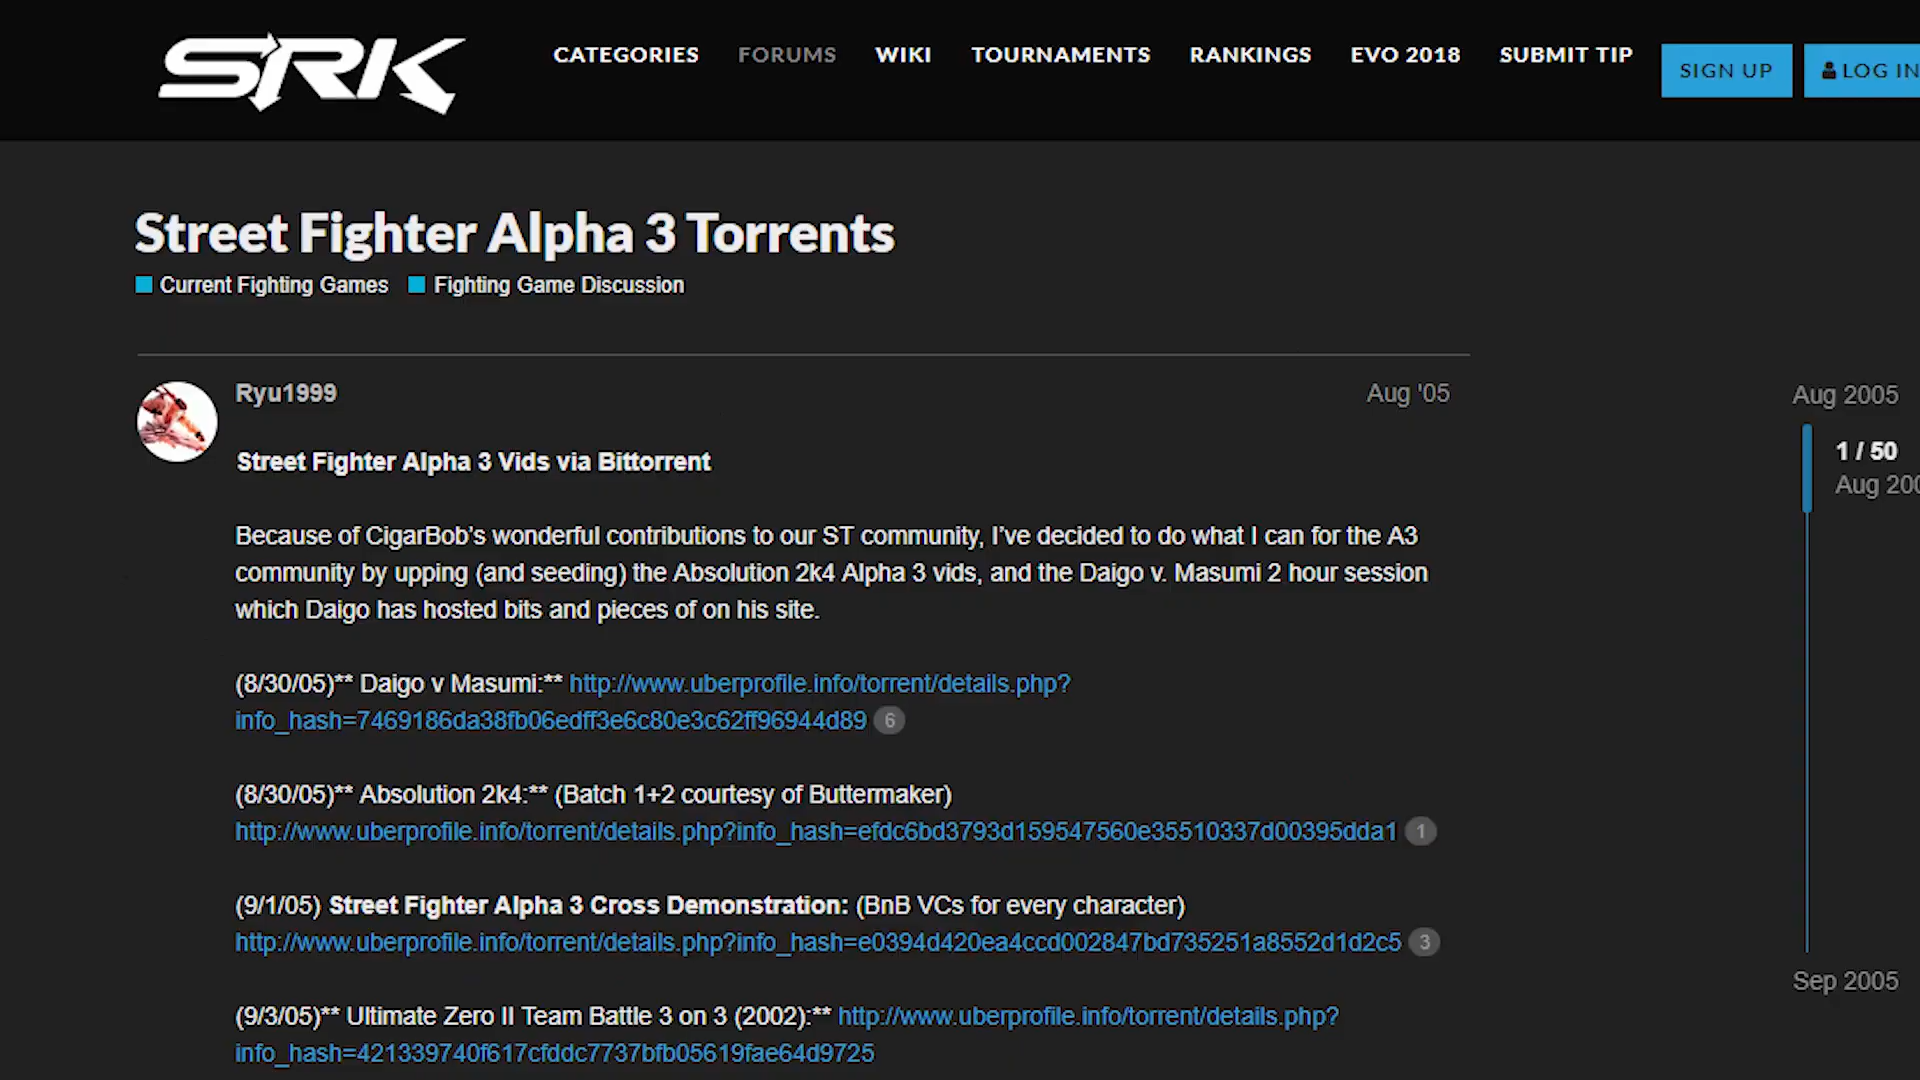 SRK
CATEGORIES FORUMS WIKI TOURNAMENTS RANKINGS EVO 2018 SUBMIT TIP SIGN UP LOG IN
Street Fighter Alpha 3 Torrents
Current Fighting Games Fighting Game Discussion
Ryu1999 Aug '05
Street Fighter Alpha 3 Vids via Bittorrent
Because of CigarBob’s wonderful contributions to our ST community, I’ve decided to do what I can for the A3
community by upping (and seeding) the Absolution 2k4 Alpha 3 vids, and the Daigo v. Masumi 2 hour session
which Daigo has hosted bits and pieces of on his site.
(8/30/05)** Daigo v Masumi:** http://www.uberprofile.info/torrent/details.php?
info_hash=7469186da38fb06edff3e6c80e3c62ff96944d89 6
(8/30/05)** Absolution 2k4:** (Batch 1+2 courtesy of Buttermaker)
http://www.uberprofile.info/torrent/details.php?info_hash=efdc6bd3793d159547560e35510337d00395dda1 1
(9/1/05) Street Fighter Alpha 3 Cross Demonstration: (BnB VCs for every character)
http://www.uberprofile.info/torrent/details.php?info_hash=e0394d420ea4ccd002847bd735251a8552d1d2c5 3
(9/3/05)** Ultimate Zero II Team Battle 3 on 3 (2002):** http://www.uberprofile.info/torrent/details.php?
info_hash=421339740f617cfddc7737bfb05619fae64d9725
Aug 2005
1 / 50
Aug 200
Sep 2005